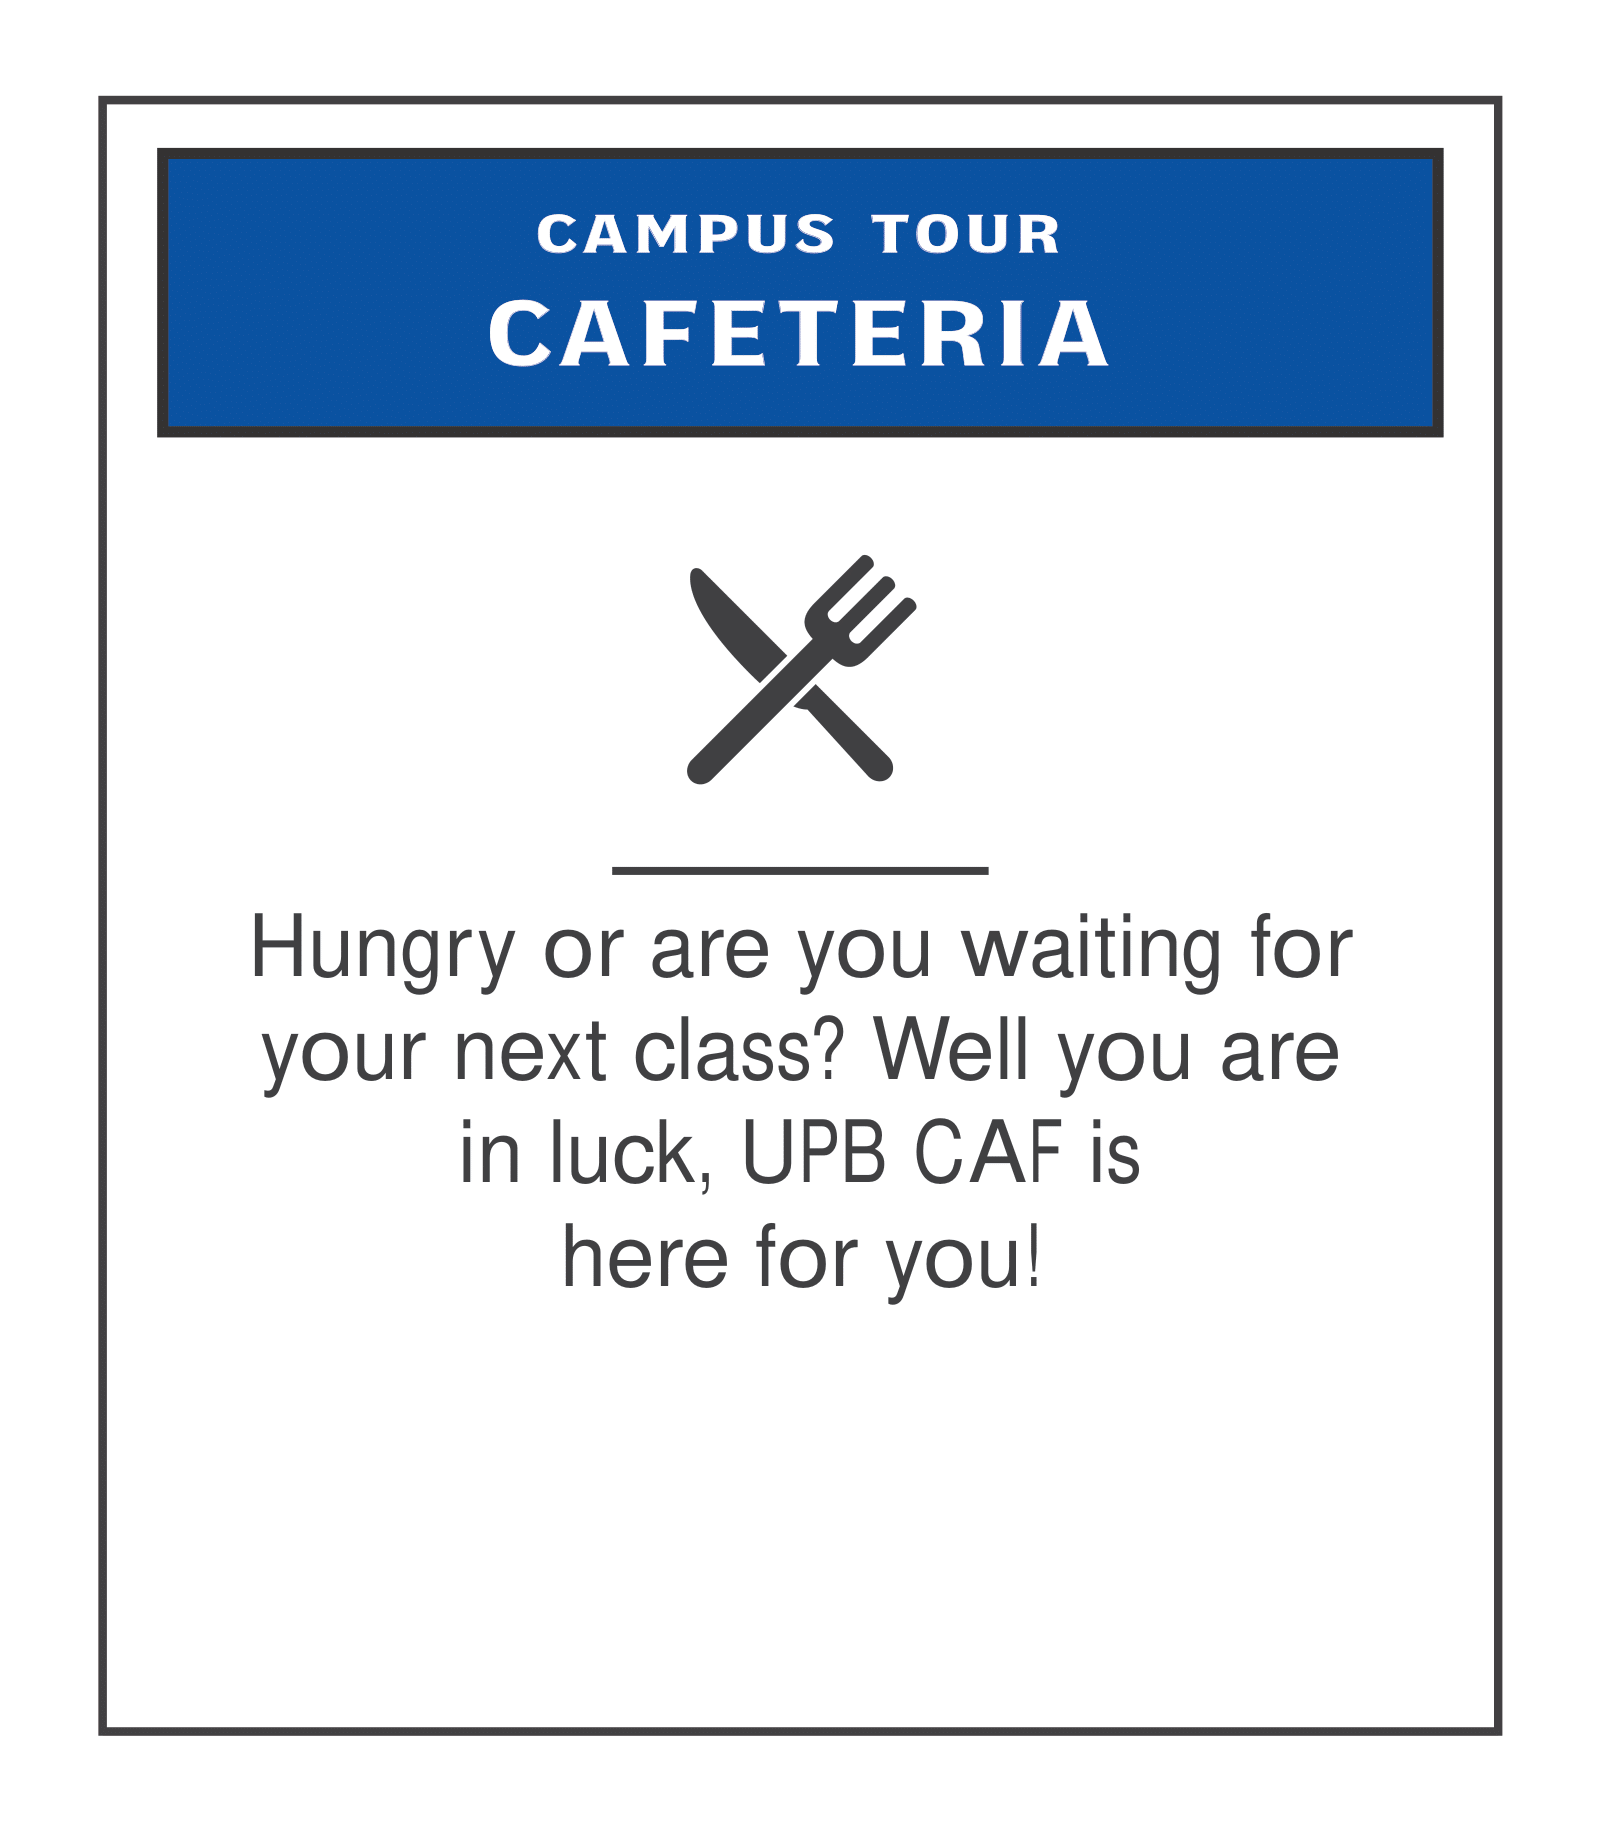 CAMPUS TOUR
CAFETERIA
Hungry or are you waiting for
your next class? Well you are
in luck, UPB CAF is
here for you!